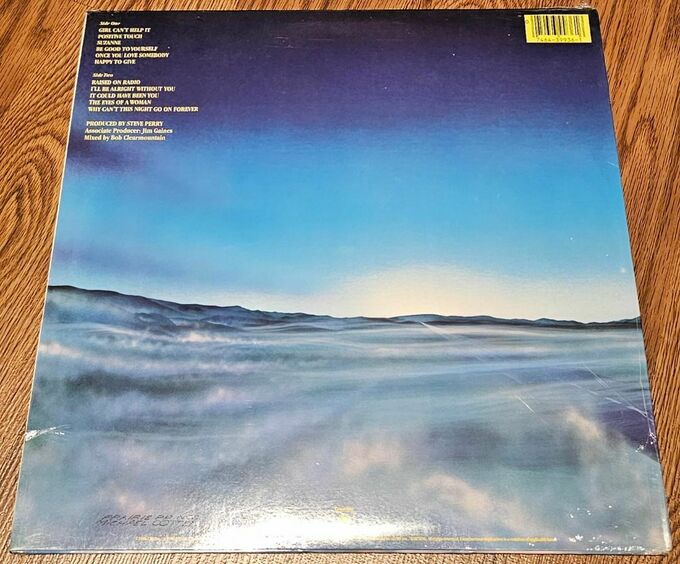 Side One
GIRL CAN'T HELP IT
POSITIVE TOUCH
SUZANNE
BE GOOD TO YOURSELF
ONCE YOU LOVE SOMEBODY
HAPPY TO GIVE
Side Two
RAISED ON RADIO
I'LL BE ALRIGHT WITHOUT YOU
IT COULD HAVE BEEN YOU
THE EYES OF A WOMAN
WHY CAN'T THIS NIGHT GO ON FOREVER
PRODUCED BY STEVE PERRY
Associate Producer: Jim Gaines
Mixed by Bob Clearmountain
7464-39936-1